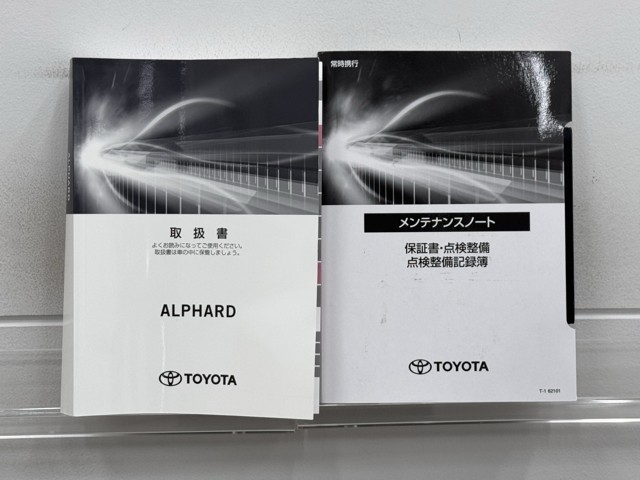 取扱書
よくお読みになってご使用ください。
取扱書は車の中に保管しましょう。
ALPHARD
TOYOTA
常時携行
メンテナンスノート
保証書・点検整備
点検整備記録簿
TOYOTA
T-1 82101